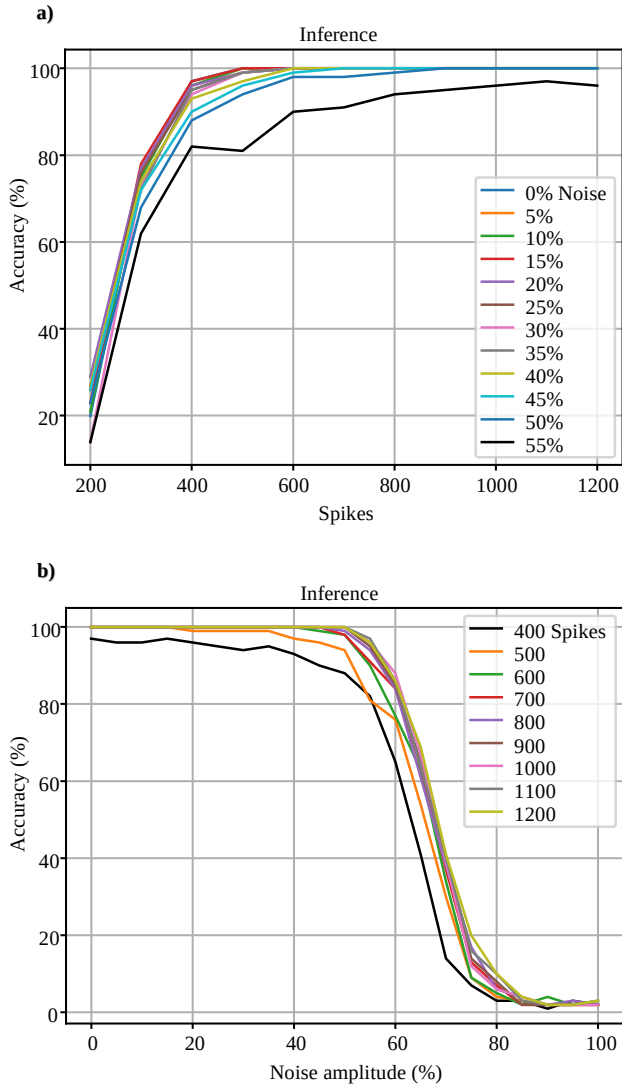 a)
Inference
Accuracy (%)
100
80
60
40
20
0% Noise
5%
10%
15%
20%
25%
30%
35%
40%
45%
50%
55%
200 400 600 800 1000 1200
Spikes
b)
Inference
Accuracy (%)
100
80
60
40
20
0
400 Spikes
500
600
700
800
900
1000
1100
1200
0 20 40 60 80 100
Noise amplitude (%)